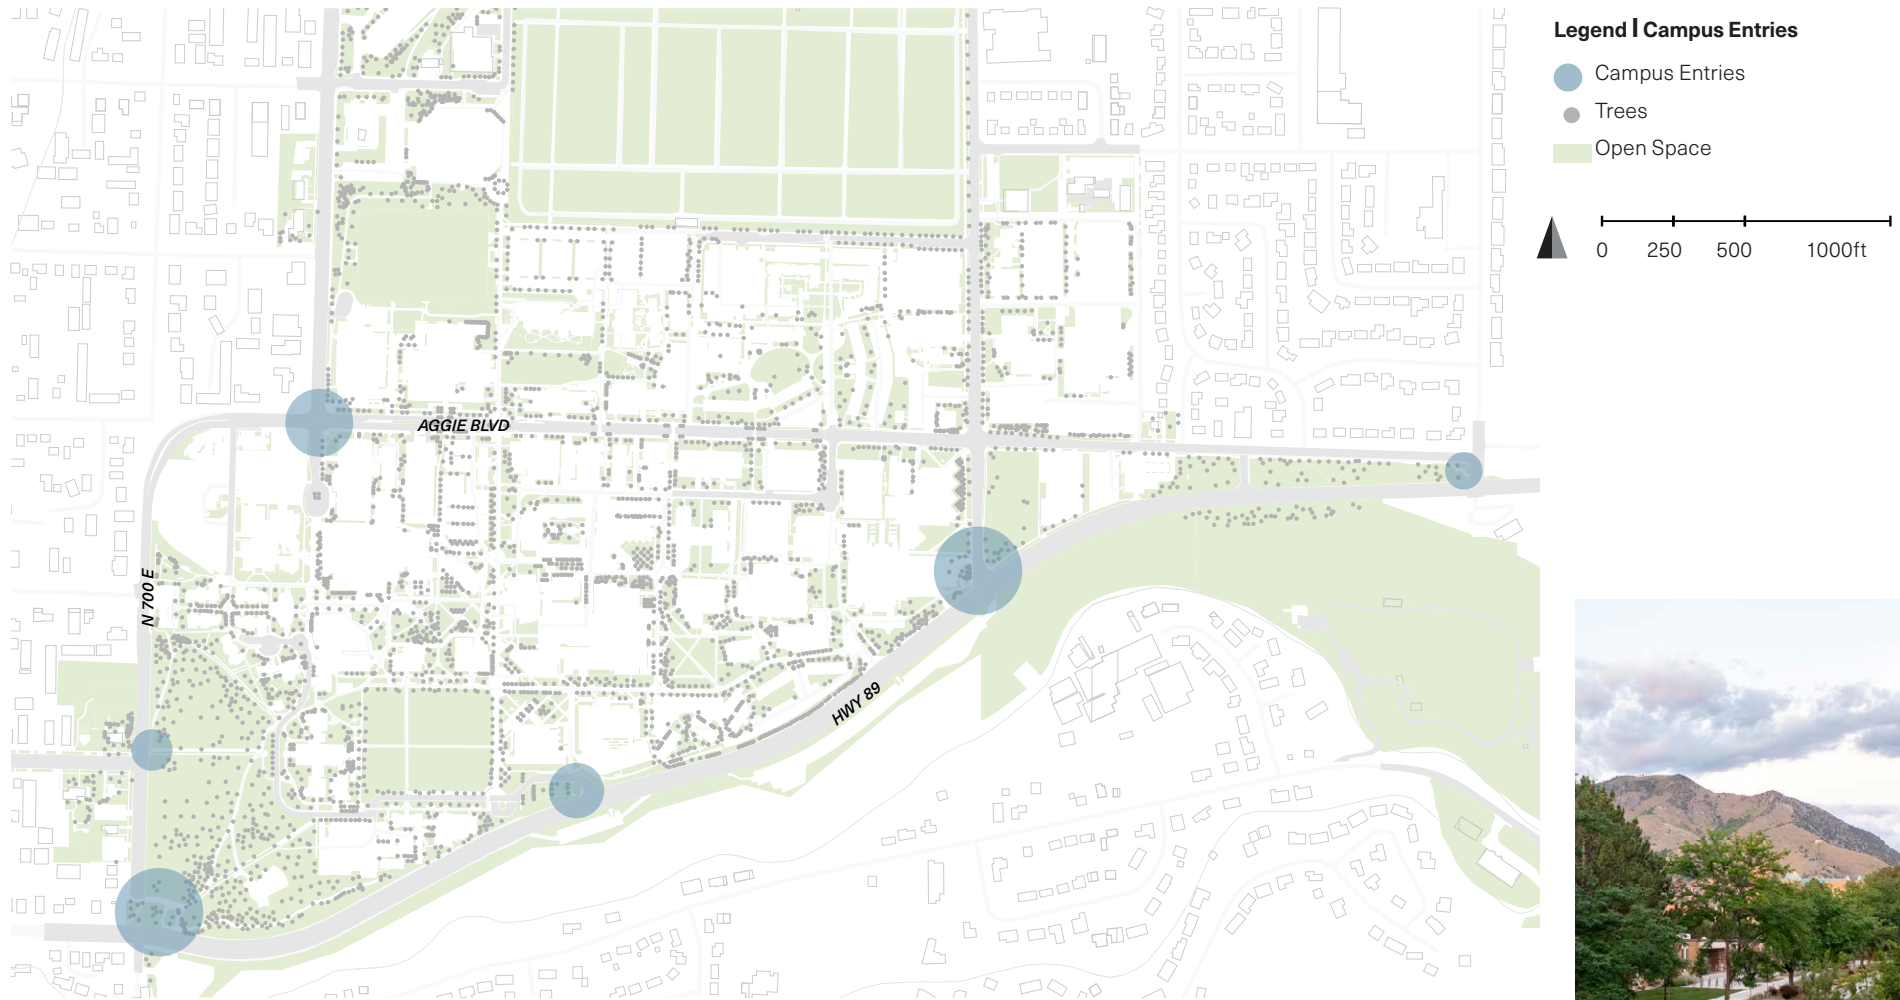 Legend | Campus Entries
Campus Entries
Trees
Open Space
0 250 500 1000ft
AGGIE BLVD
N 700 E
HWY 89